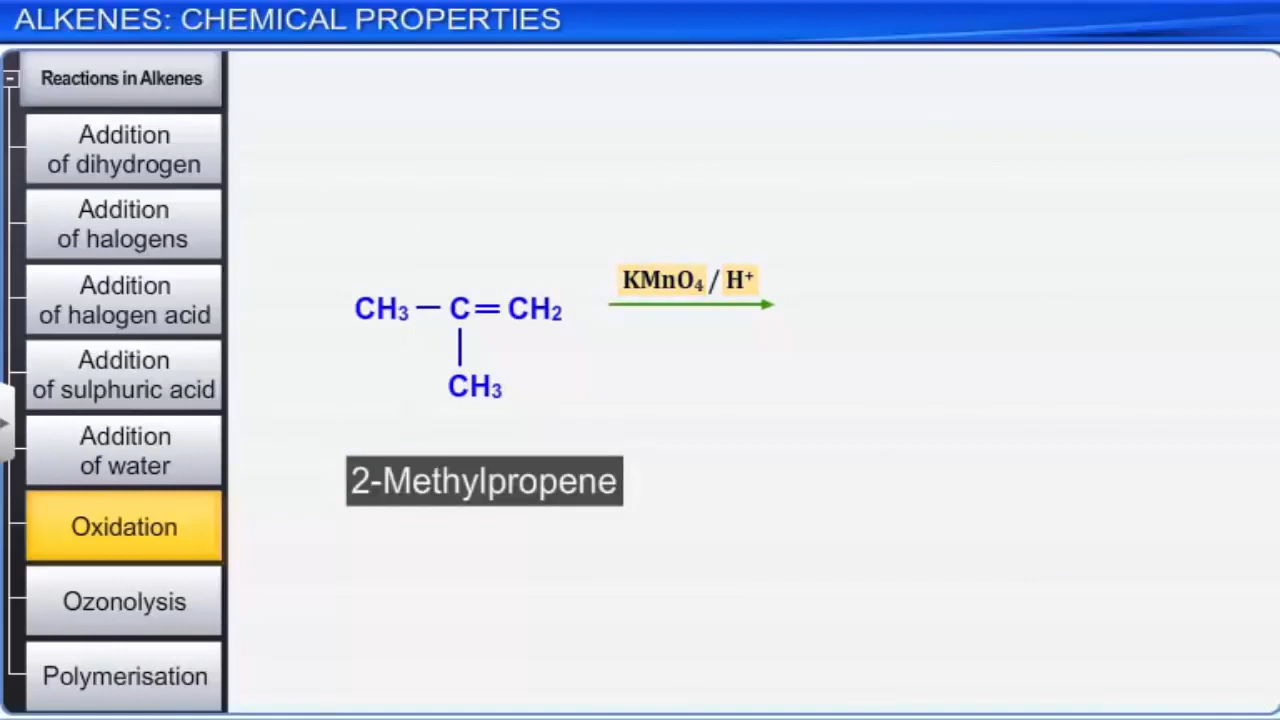 ALKENES: CHEMICAL PROPERTIES
Reactions in Alkenes
Addition
of dihydrogen
Addition
of halogens
Addition
of halogen acid
Addition
of sulphuric acid
Addition
of water
Oxidation
Ozonolysis
Polymerisation
KMnO₄ / H⁺
CH₃ — C = CH₂
|
CH₃
2-Methylpropene